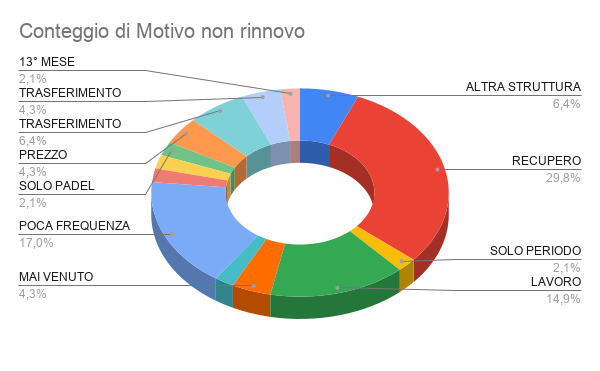 Conteggio di Motivo non rinnovo
13° MESE
2,1%
TRASFERIMENTO
4,3%
TRASFERIMENTO
6,4%
PREZZO
4,3%
SOLO PADEL
2,1%
POCA FREQUENZA
17,0%
MAI VENUTO
4,3%
ALTRA STRUTTURA
6,4%
RECUPERO
29,8%
SOLO PERIODO
2,1%
LAVORO
14,9%